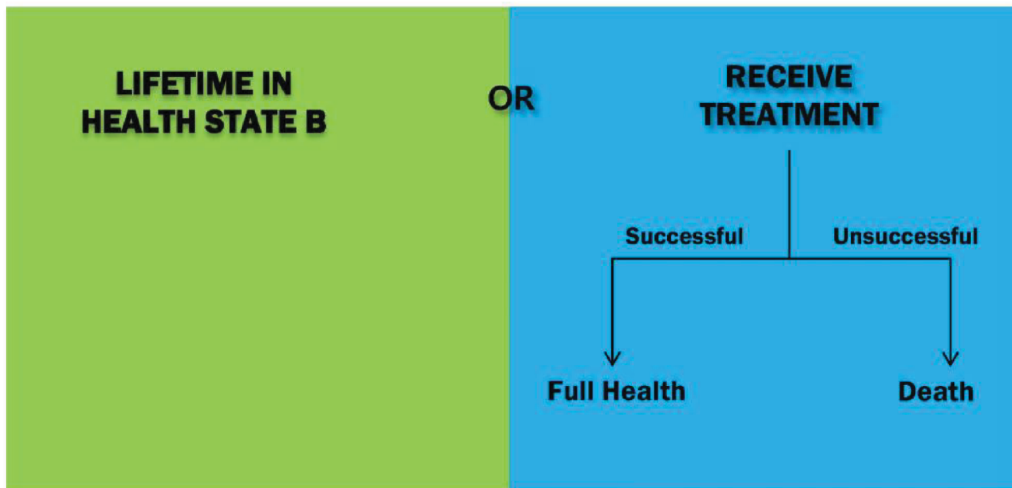 LIFETIME IN
HEALTH STATE B
OR
RECEIVE
TREATMENT
Successful
Unsuccessful
Full Health
Death